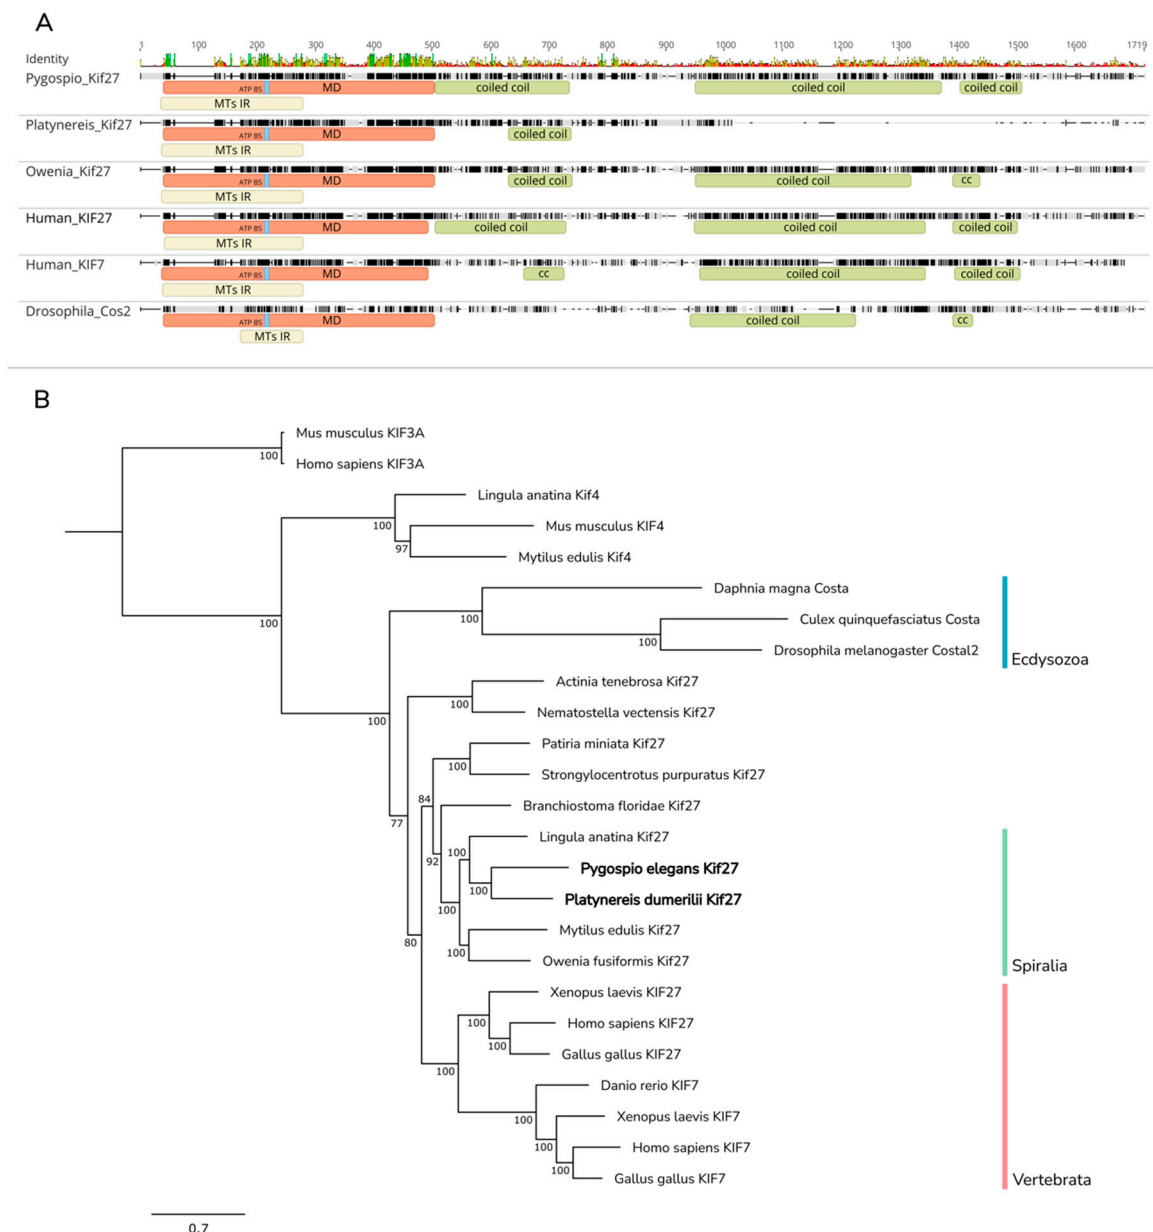 A
1 100 200 300 400 500 600 700 800 900 1000 1100 1200 1300 1400 1500 1600 1719
Identity
Pygospio_Kif27
ATP BS MD coiled coil coiled coil coiled coil
MTs IR
Platynereis_Kif27
ATP BS MD coiled coil
MTs IR
Owenia_Kif27
ATP BS MD coiled coil coiled coil cc
MTs IR
Human_KIF27
ATP BS MD coiled coil coiled coil coiled coil
MTs IR
Human_KIF7
ATP BS MD cc coiled coil coiled coil
MTs IR
Drosophila_Cos2
ATP BS MD coiled coil cc
MTs IR
B
Mus musculus KIF3A
100
Homo sapiens KIF3A
Lingula anatina Kif4
100
Mus musculus KIF4
97
Mytilus edulis Kif4
Daphnia magna Costa
100
100
Culex quinquefasciatus Costa
100
Drosophila melanogaster Costal2
Ecdysozoa
Actinia tenebrosa Kif27
100
Nematostella vectensis Kif27
100
Patiria miniata Kif27
100
Strongylocentrotus purpuratus Kif27
84
Branchiostoma floridae Kif27
77
Lingula anatina Kif27
100
92
Pygospio elegans Kif27
100
Platynereis dumerilii Kif27
100
Mytilus edulis Kif27
80
100
Owenia fusiformis Kif27
Spiralia
Xenopus laevis KIF27
100
Homo sapiens KIF27
100
Gallus gallus KIF27
100
Danio rerio KIF7
100
Xenopus laevis KIF7
100
Homo sapiens KIF7
100
Gallus gallus KIF7
Vertebrata
0.7